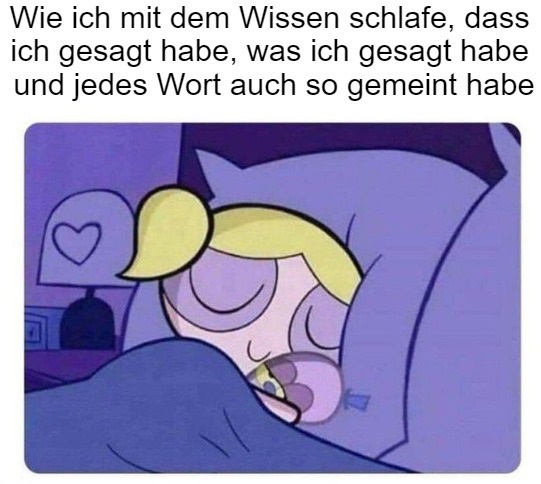 Wie ich mit dem Wissen schlafe, dass
ich gesagt habe, was ich gesagt habe
und jedes Wort auch so gemeint habe